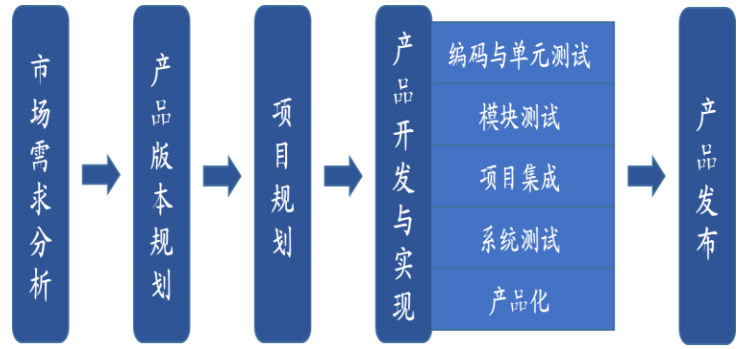 市场需求分析
产品版本规划
项目规划
产品开发与实现
编码与单元测试
模块测试
项目集成
系统测试
产品化
产品发布